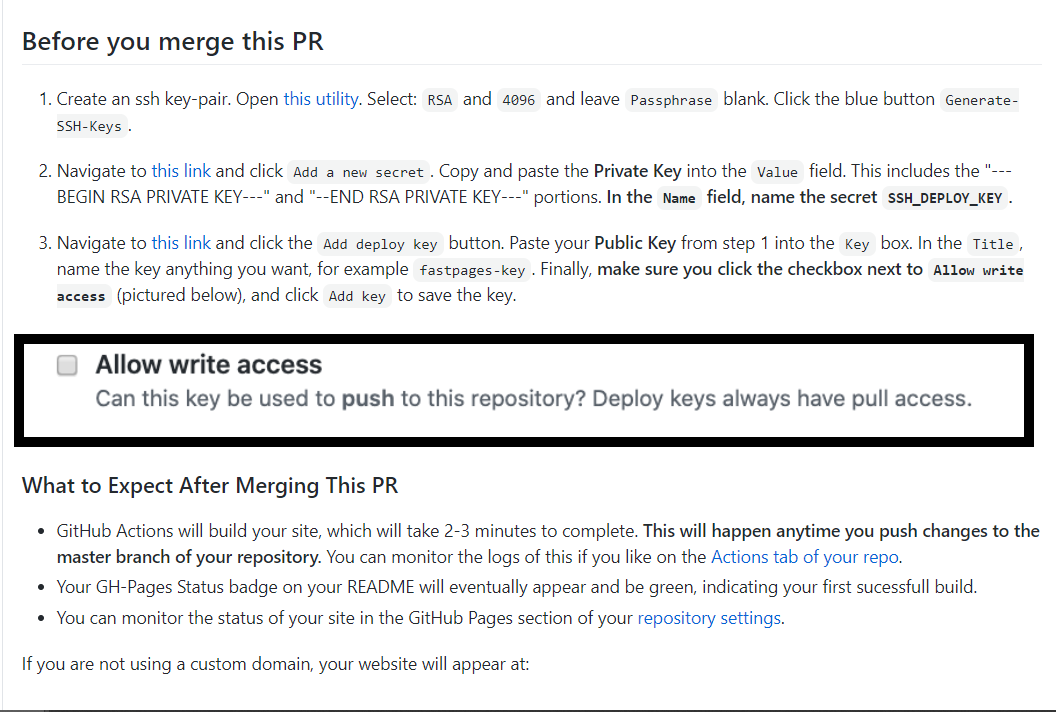 Before you merge this PR
1. Create an ssh key-pair. Open this utility. Select: RSA and 4096 and leave Passphrase blank. Click the blue button Generate-
SSH-Keys .
2. Navigate to this link and click Add a new secret . Copy and paste the Private Key into the Value field. This includes the "---
BEGIN RSA PRIVATE KEY---" and "--END RSA PRIVATE KEY---" portions. In the Name field, name the secret SSH_DEPLOY_KEY .
3. Navigate to this link and click the Add deploy key button. Paste your Public Key from step 1 into the Key box. In the Title ,
name the key anything you want, for example fastpages-key . Finally, make sure you click the checkbox next to Allow write
access (pictured below), and click Add key to save the key.
Allow write access
Can this key be used to push to this repository? Deploy keys always have pull access.
What to Expect After Merging This PR
• GitHub Actions will build your site, which will take 2-3 minutes to complete. This will happen anytime you push changes to the
master branch of your repository. You can monitor the logs of this if you like on the Actions tab of your repo.
• Your GH-Pages Status badge on your README will eventually appear and be green, indicating your first sucessfull build.
• You can monitor the status of your site in the GitHub Pages section of your repository settings.
If you are not using a custom domain, your website will appear at: